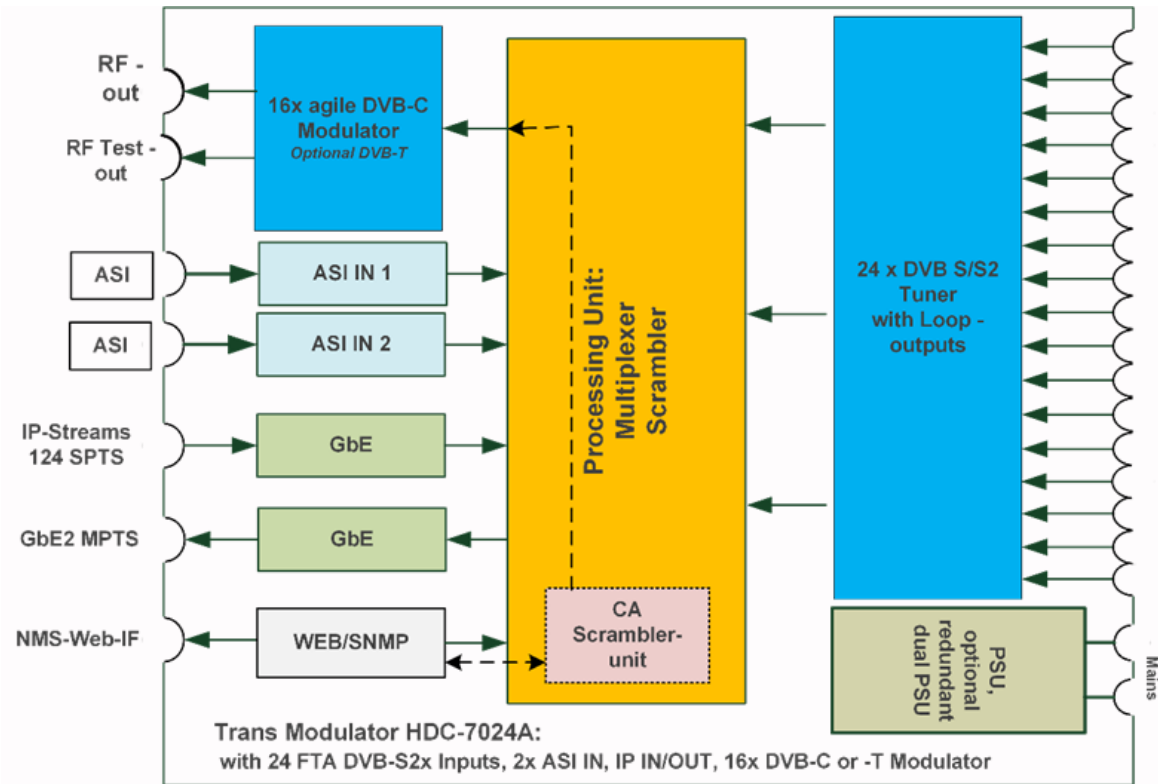 RF -
out
RF Test -
out
16x agile DVB-C
Modulator
Optional DVB-T
ASI
ASI IN 1
ASI
ASI IN 2
IP-Streams
124 SPTS
GbE
GbE2 MPTS
GbE
NMS-Web-IF
WEB/SNMP
Processing Unit:
Multiplexer
Scrambler
CA
Scrambler-
unit
24 x DVB S/S2
Tuner
with Loop -
outputs
PSU,
optional
redundant
dual PSU
Mains
Trans Modulator HDC-7024A:
with 24 FTA DVB-S2x Inputs, 2x ASI IN, IP IN/OUT, 16x DVB-C or -T Modulator